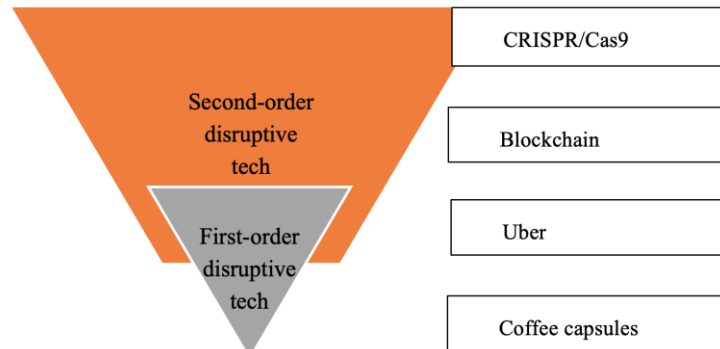 CRISPR/Cas9
Second-order
disruptive
tech
Blockchain
First-order
disruptive
tech
Uber
Coffee capsules